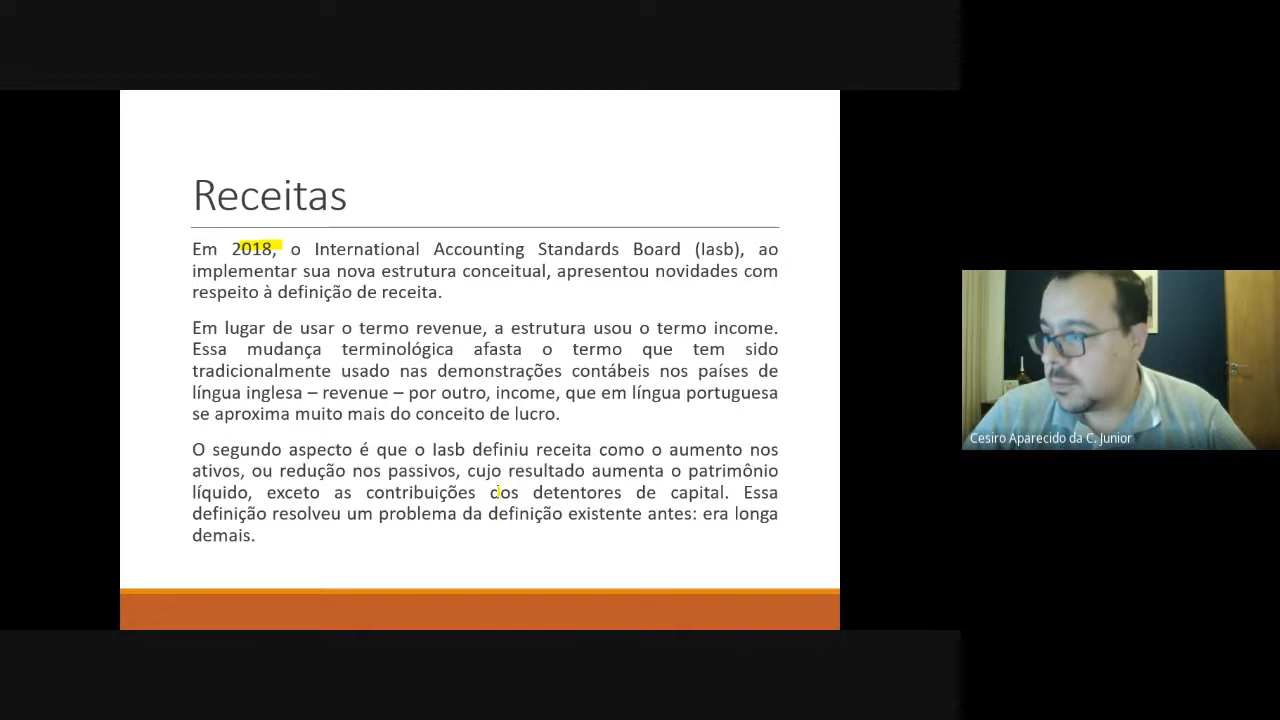 Receitas
Em 2018, o International Accounting Standards Board (Iasb), ao
implementar sua nova estrutura conceitual, apresentou novidades com
respeito à definição de receita.
Em lugar de usar o termo revenue, a estrutura usou o termo income.
Essa mudança terminológica afasta o termo que tem sido
tradicionalmente usado nas demonstrações contábeis nos países de
língua inglesa – revenue – por outro, income, que em língua portuguesa
se aproxima muito mais do conceito de lucro.
O segundo aspecto é que o Iasb definiu receita como o aumento nos
ativos, ou redução nos passivos, cujo resultado aumenta o patrimônio
líquido, exceto as contribuições dos detentores de capital. Essa
definição resolveu um problema da definição existente antes: era longa
demais.
Cesiro Aparecido da C. Junior